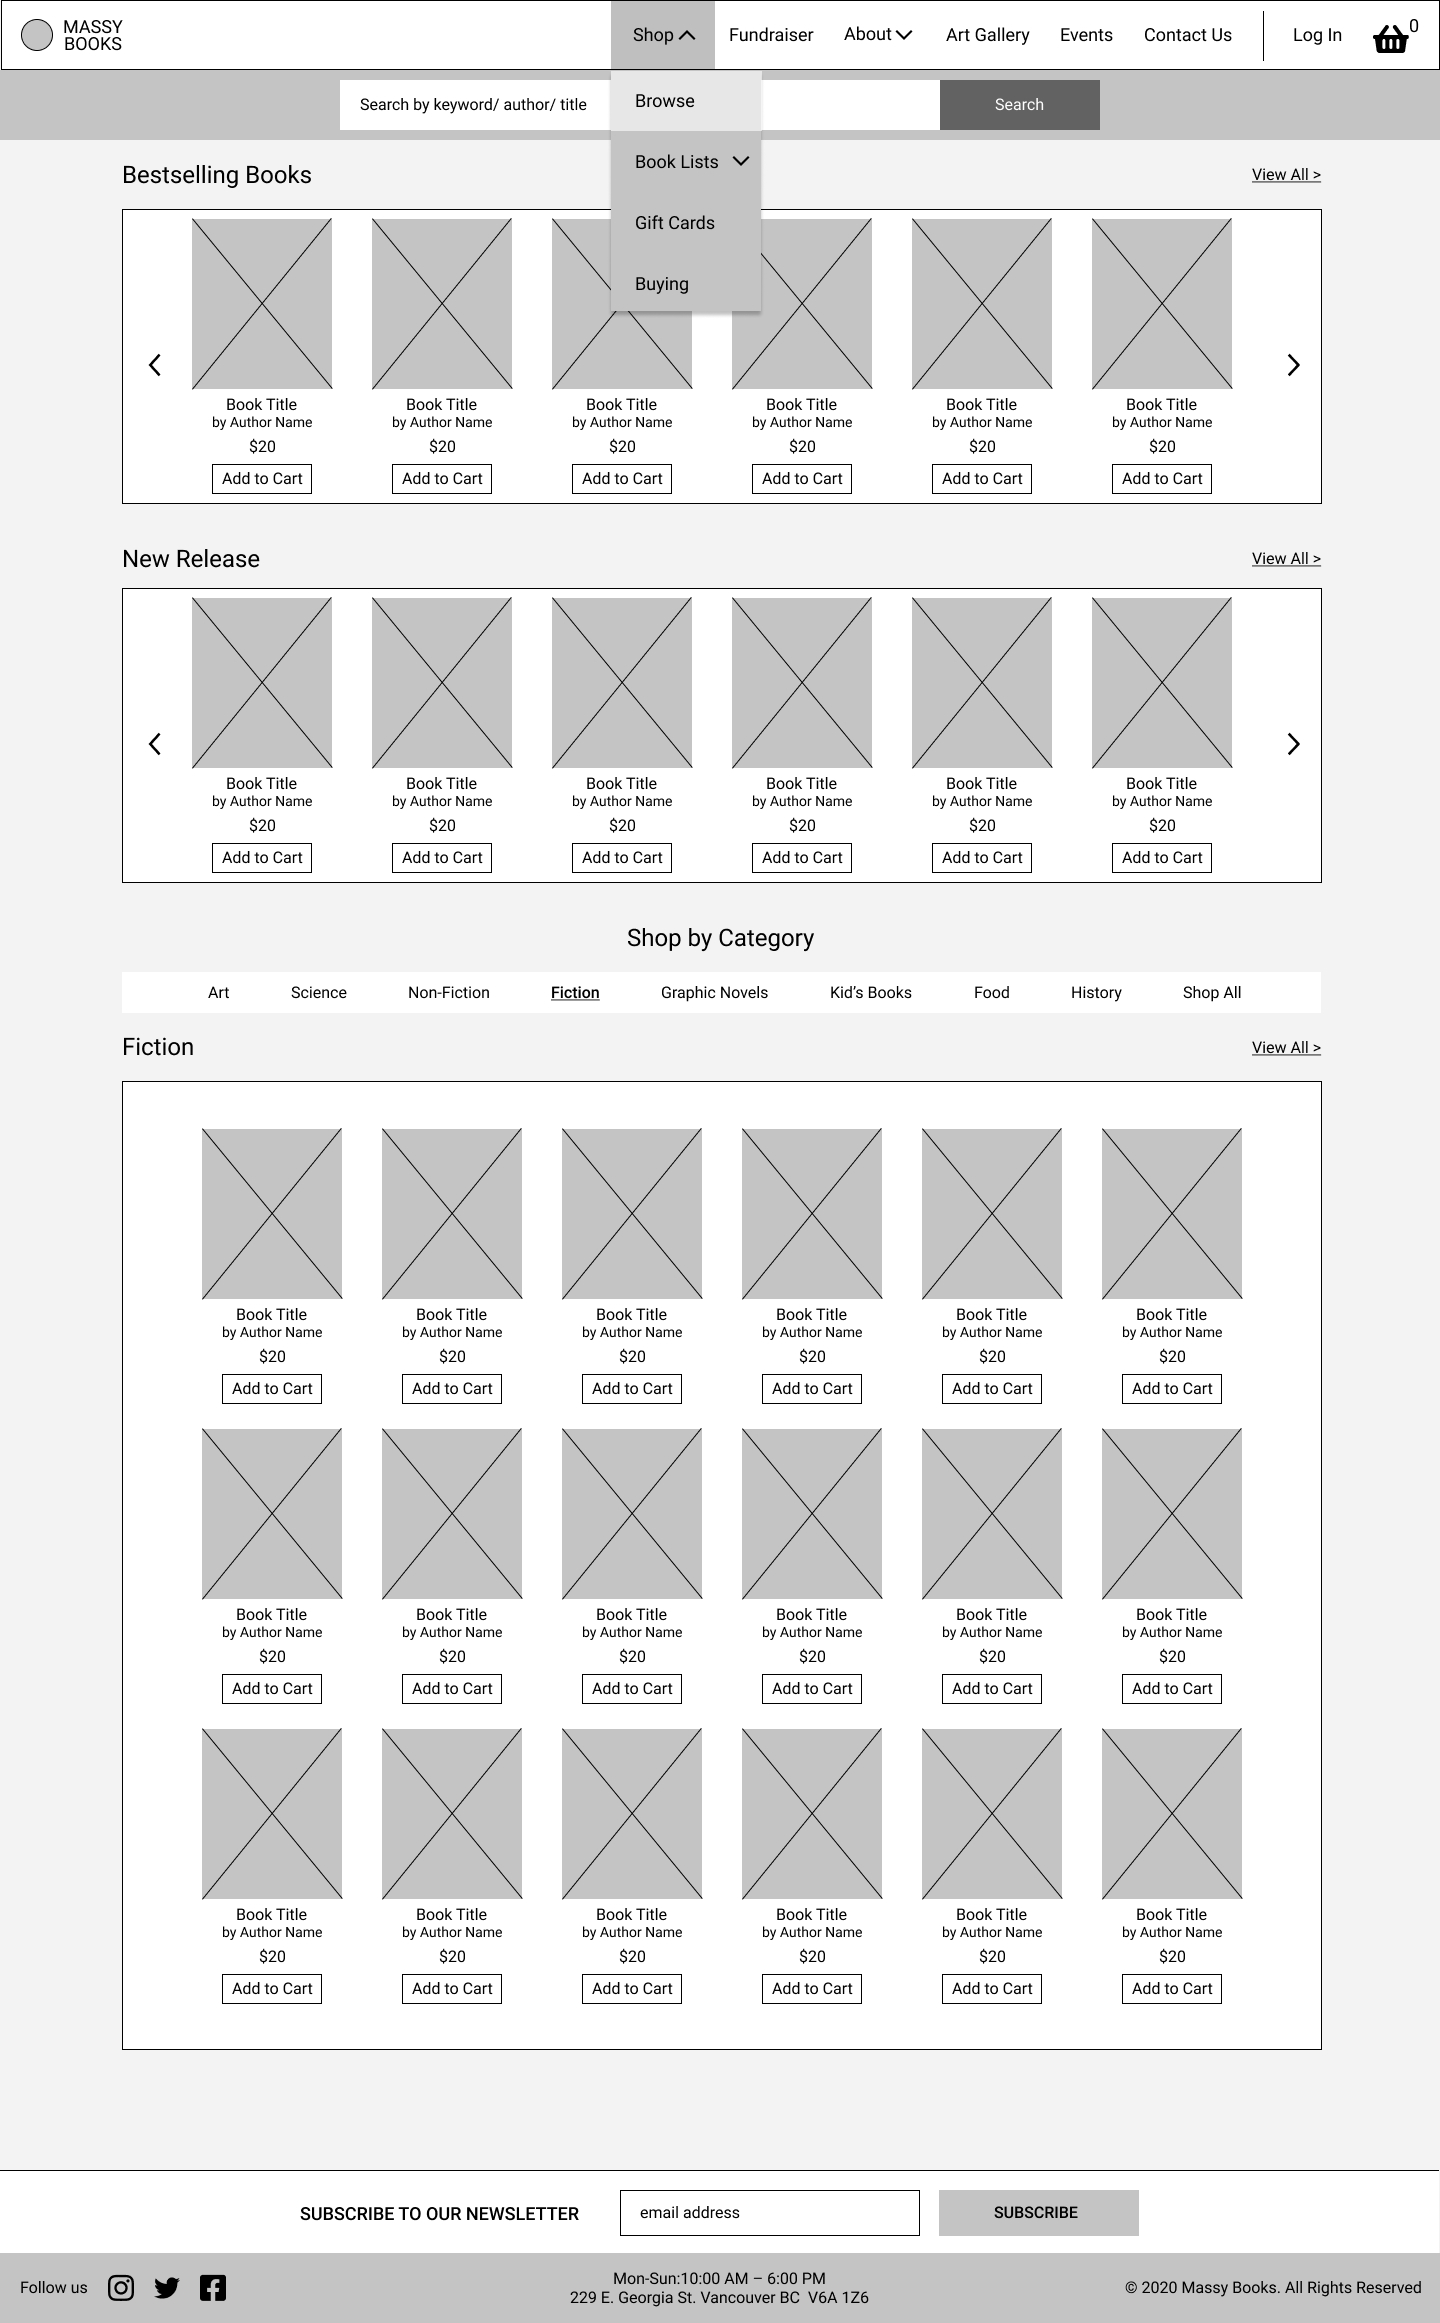 MASSY
BOOKS
Shop Fundraiser About Art Gallery Events Contact Us Log In 0
Search by keyword/ author/ title Search
Browse
Book Lists
Gift Cards
Buying
Bestselling Books View All >
Book Title Book Title Book Title Book Title Book Title Book Title
by Author Name by Author Name by Author Name by Author Name by Author Name by Author Name
$20 $20 $20 $20 $20 $20
Add to Cart Add to Cart Add to Cart Add to Cart Add to Cart Add to Cart
New Release View All >
Book Title Book Title Book Title Book Title Book Title Book Title
by Author Name by Author Name by Author Name by Author Name by Author Name by Author Name
$20 $20 $20 $20 $20 $20
Add to Cart Add to Cart Add to Cart Add to Cart Add to Cart Add to Cart
Shop by Category
Art Science Non-Fiction Fiction Graphic Novels Kid’s Books Food History Shop All
Fiction View All >
Book Title Book Title Book Title Book Title Book Title Book Title
by Author Name by Author Name by Author Name by Author Name by Author Name by Author Name
$20 $20 $20 $20 $20 $20
Add to Cart Add to Cart Add to Cart Add to Cart Add to Cart Add to Cart
Book Title Book Title Book Title Book Title Book Title Book Title
by Author Name by Author Name by Author Name by Author Name by Author Name by Author Name
$20 $20 $20 $20 $20 $20
Add to Cart Add to Cart Add to Cart Add to Cart Add to Cart Add to Cart
Book Title Book Title Book Title Book Title Book Title Book Title
by Author Name by Author Name by Author Name by Author Name by Author Name by Author Name
$20 $20 $20 $20 $20 $20
Add to Cart Add to Cart Add to Cart Add to Cart Add to Cart Add to Cart
SUBSCRIBE TO OUR NEWSLETTER email address SUBSCRIBE
Follow us
Mon-Sun:10:00 AM – 6:00 PM
229 E. Georgia St. Vancouver BC V6A 1Z6
© 2020 Massy Books. All Rights Reserved